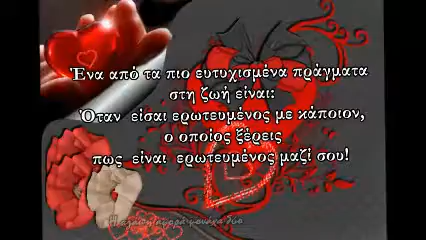 Ένα από τα πιο ευτυχισμένα πράγματα
στη ζωή είναι:
Όταν είσαι ερωτευμένος με κάποιον,
ο οποίος ξέρεις
πως είναι ερωτευμένος μαζί σου!